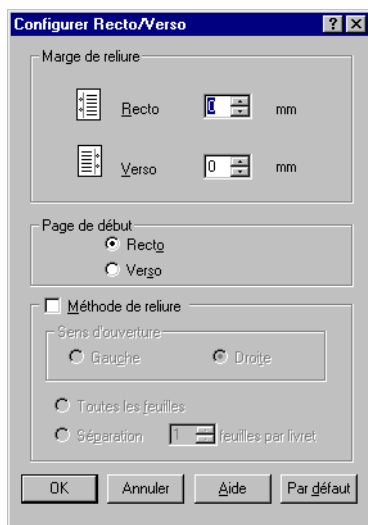 Configurer Recto/Verso
Marge de reliure
Recto 0 mm
Verso 0 mm
Page de début
Recto
Verso
Méthode de reliure
Sens d'ouverture
Gauche Droite
Toutes les feuilles
Séparation 1 feuilles par livret
OK Annuler Aide Par défaut